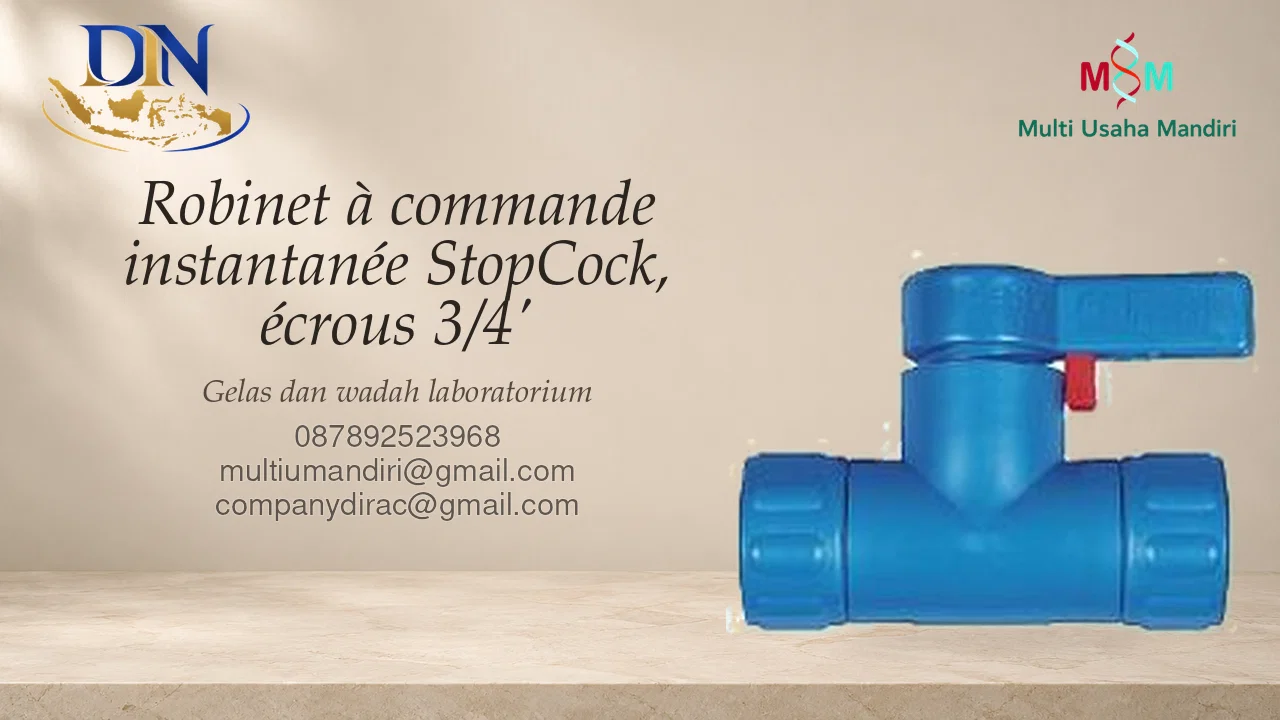 DN
M M
Multi Usaha Mandiri
Robinet à commande
instantanée StopCock,
écrous 3/4'
Gelas dan wadah laboratorium
087892523968
multiumandiri@gmail.com
companydirac@gmail.com